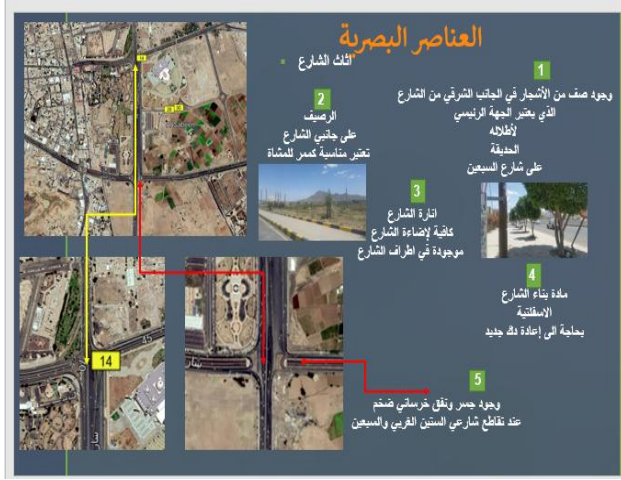 العناصر البصرية
اثاث الشارع
1
وجود صف من الأشجار في الجانب الشرقي من الشارع
الذي يعتبر الجهة الرئيسي
لأطلاله
الحديقة
على شارع السبعين
2
الرصيف
على جانبي الشارع
تعتبر مناسبة كممر للمشاة
3
انارة الشارع
كافية لإضاءة الشارع
موجودة في اطراف الشارع
4
مادة بناء الشارع
الاسفلتية
بحاجة الى إعادة دك جديد
5
وجود جسر ونفق خرساني ضخم
عند تقاطع شارعي الستين الغربي والسبعين
14
45